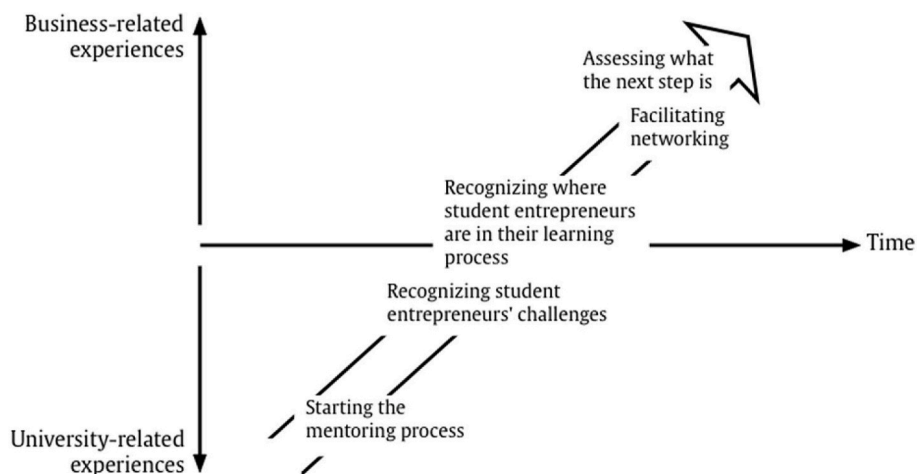 Business-related
experiences
Assessing what
the next step is
Facilitating
networking
Recognizing where
student entrepreneurs
are in their learning
process
Time
Recognizing student
entrepreneurs' challenges
Starting the
mentoring process
University-related
experiences